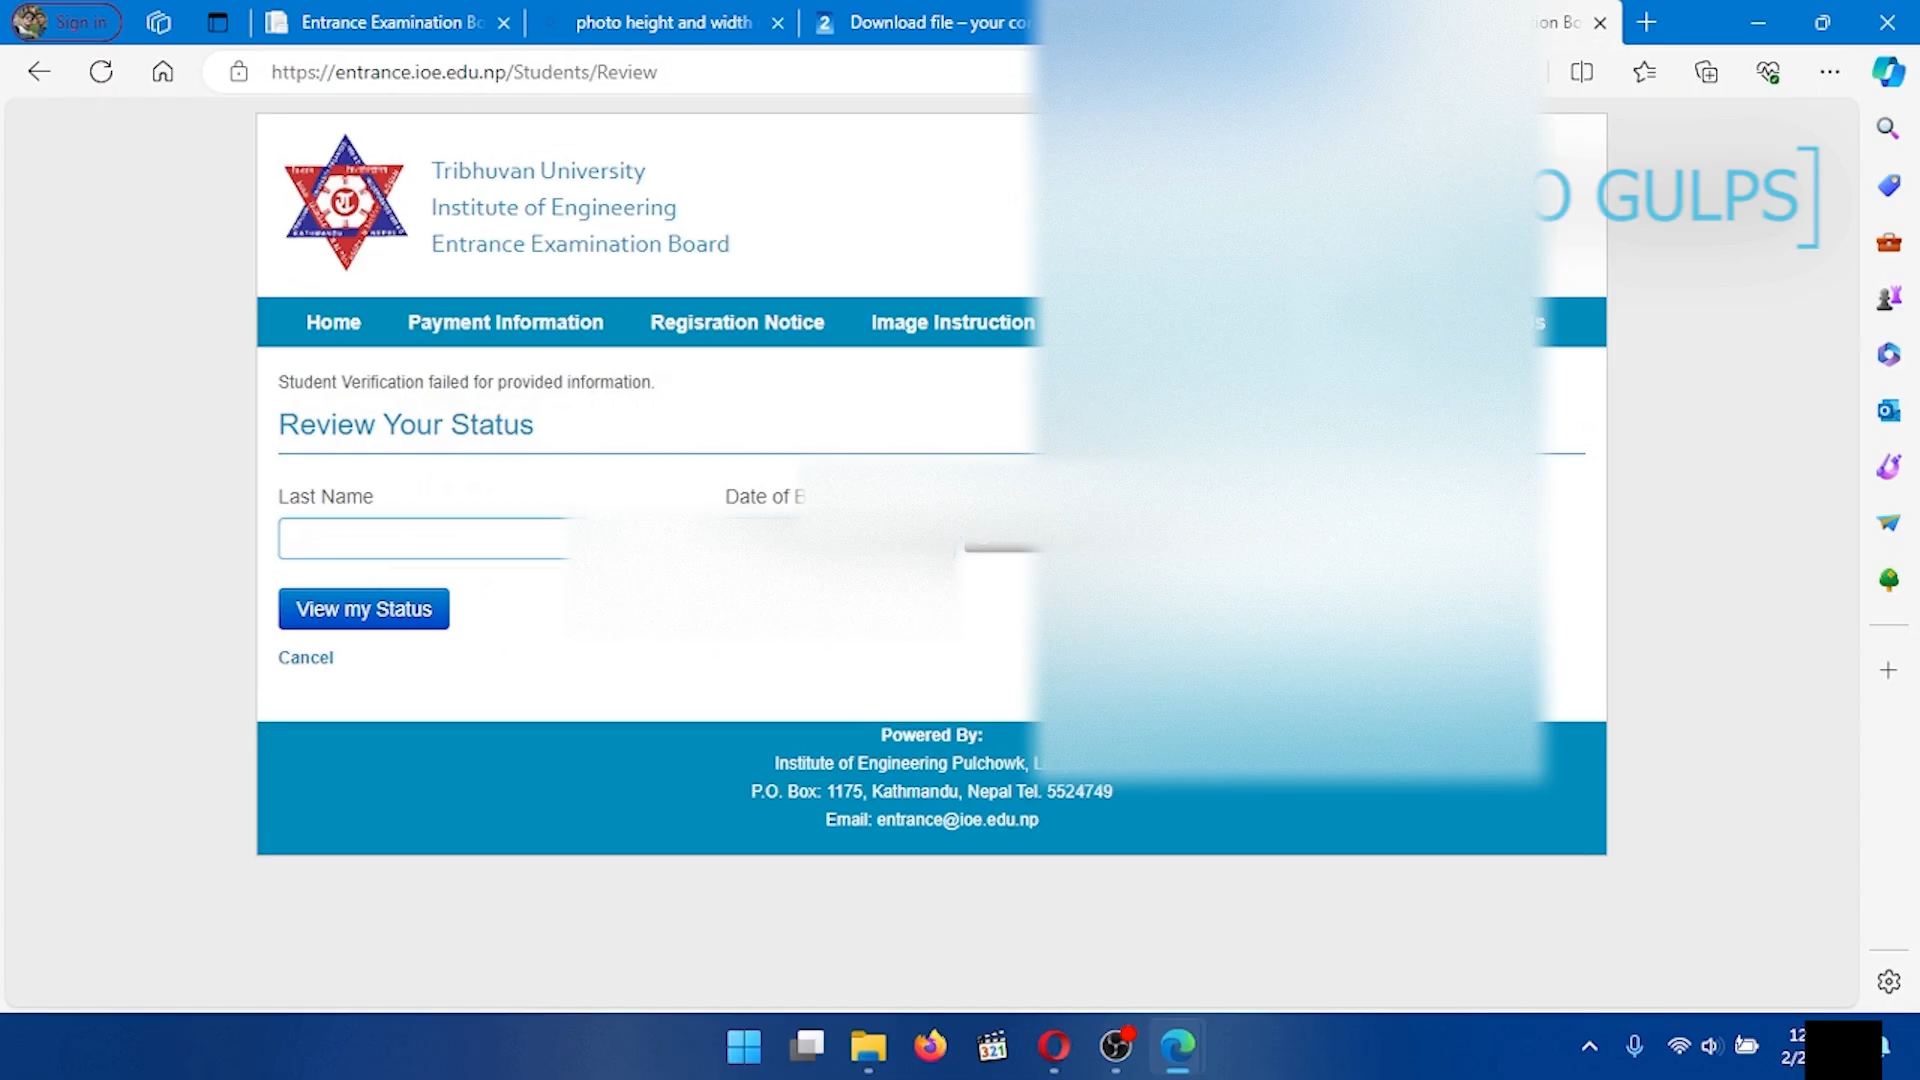 Sign in
Entrance Examination Bo
photo height and width
Download file – your co
ion Bo
https://entrance.ioe.edu.np/Students/Review
Tribhuvan University
Institute of Engineering
Entrance Examination Board
GULPS]
Home
Payment Information
Regisration Notice
Image Instruction
Student Verification failed for provided information.
Review Your Status
Last Name
Date of
View my Status
Cancel
Powered By:
Institute of Engineering Pulchowk,
P.O. Box: 1175, Kathmandu, Nepal Tel. 5524749
Email: entrance@ioe.edu.np
321